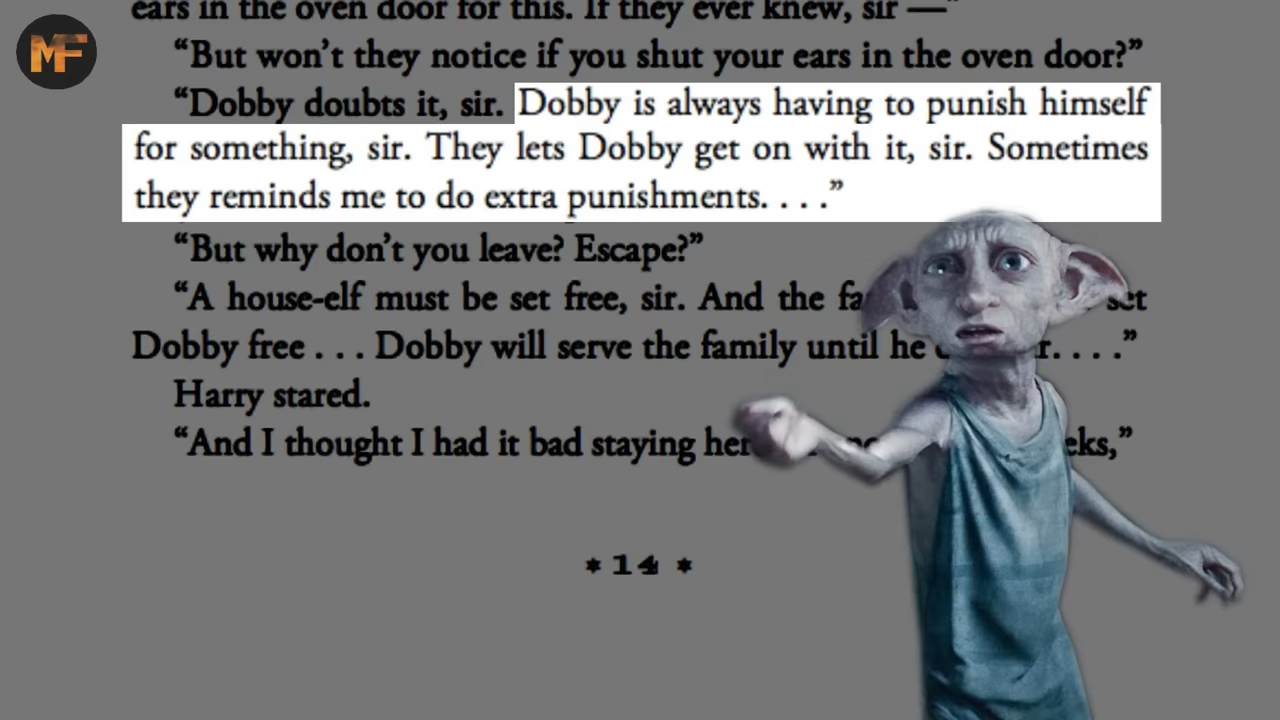 MF
ears in the oven door for this. If they ever knew, sir —”
“But won’t they notice if you shut your ears in the oven door?”
“Dobby doubts it, sir. Dobby is always having to punish himself
for something, sir. They lets Dobby get on with it, sir. Sometimes
they reminds me to do extra punishments. . . .”
“But why don’t you leave? Escape?”
“A house-elf must be set free, sir. And the set
Dobby free . . . Dobby will serve the family until he
Harry stared.
“And I thought I had it bad staying
* 14 *